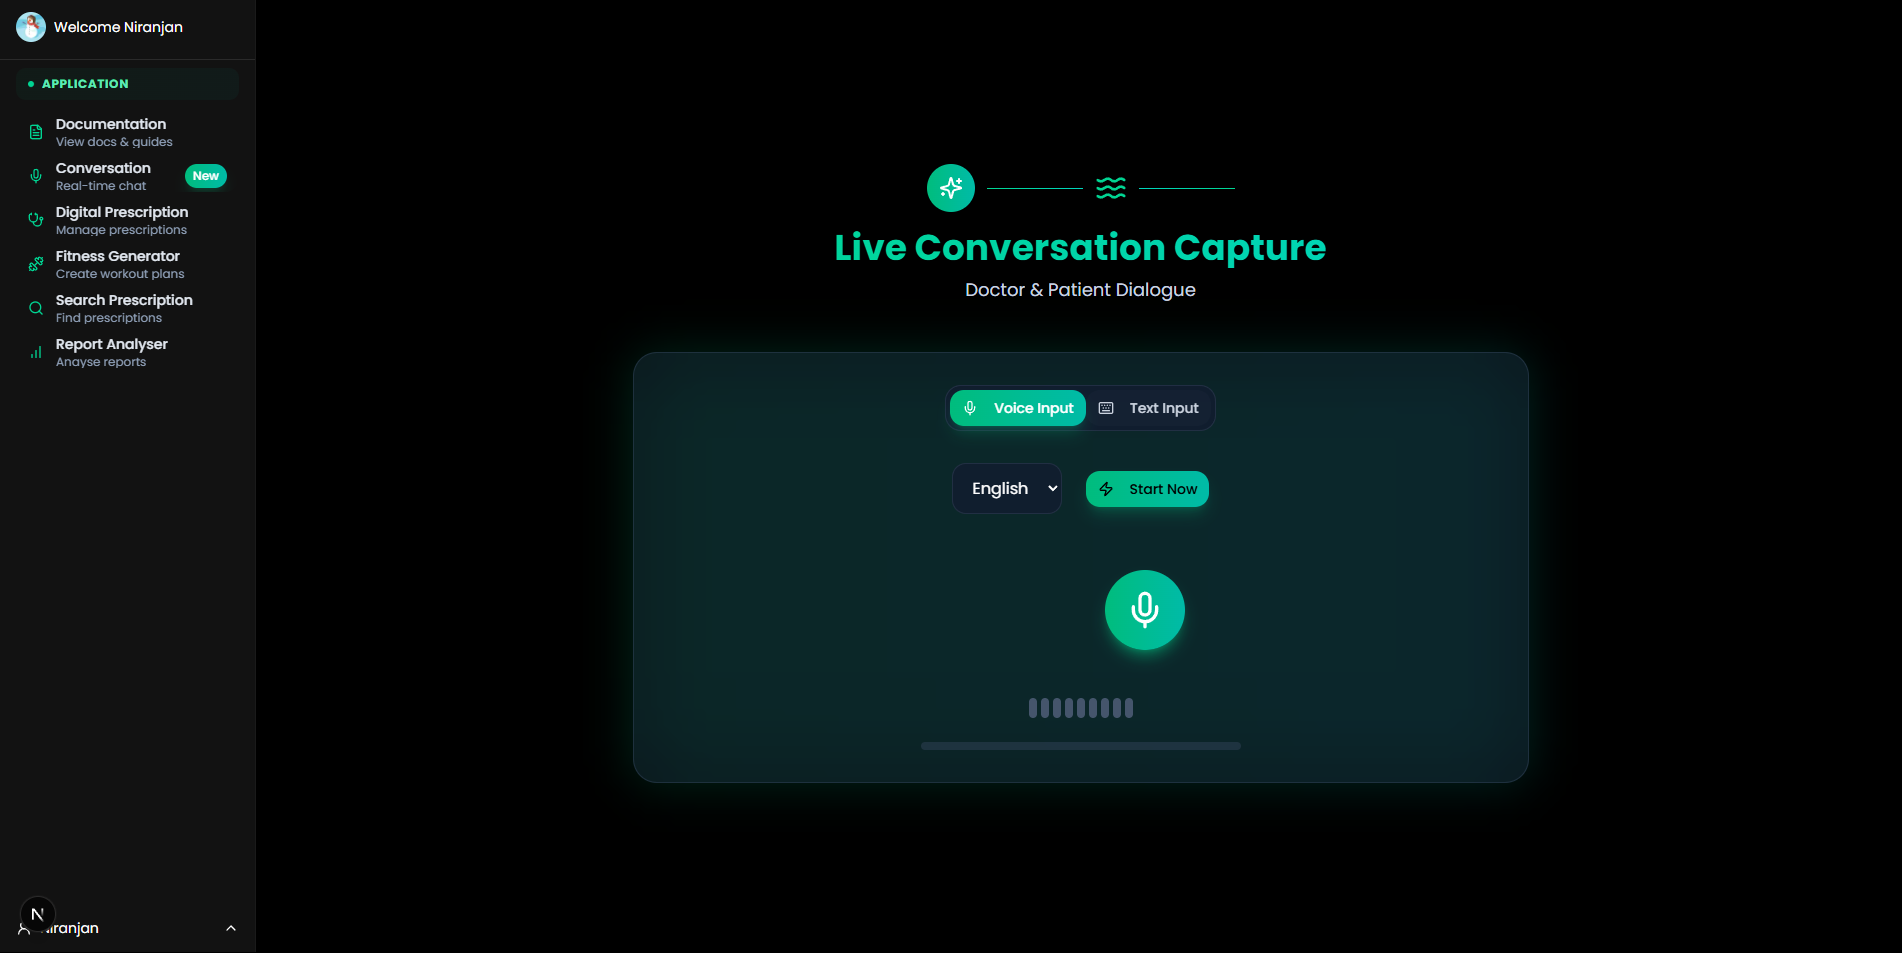 Welcome Niranjan
APPLICATION
Documentation
View docs & guides
Conversation
Real-time chat
New
Digital Prescription
Manage prescriptions
Fitness Generator
Create workout plans
Search Prescription
Find prescriptions
Report Analyser
Anayse reports
N
Live Conversation Capture
Doctor & Patient Dialogue
Voice Input
Text Input
English
Start Now